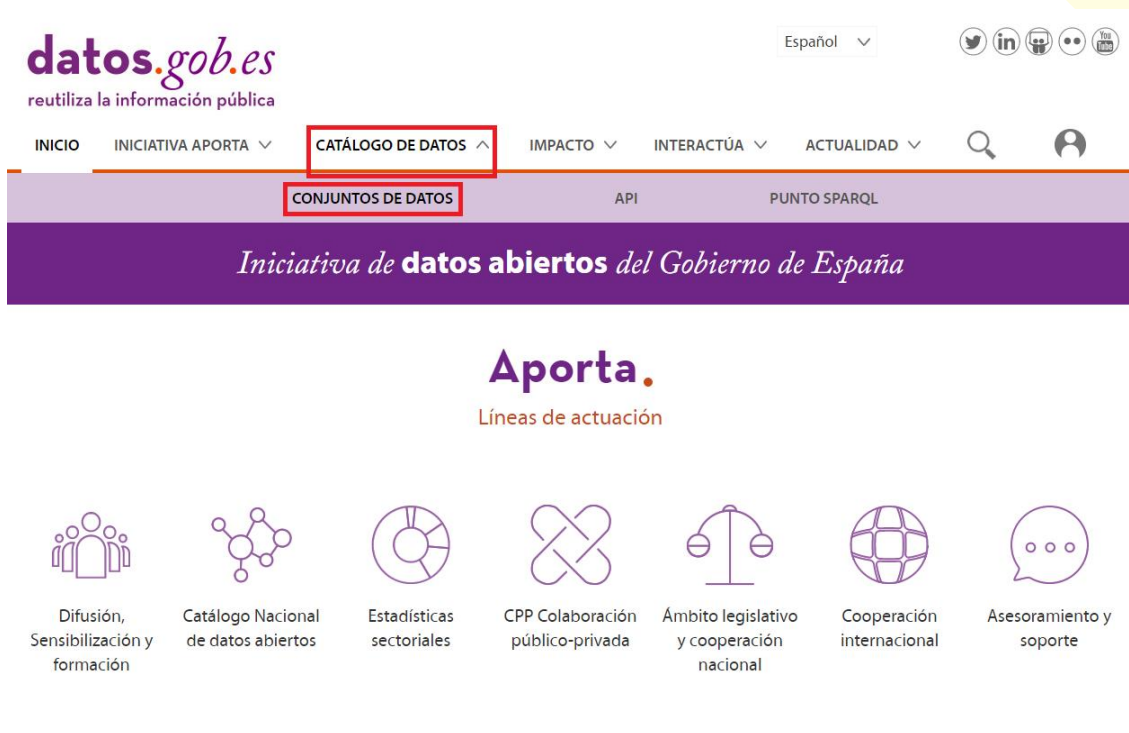 datos.gob.es
reutiliza la información pública
Español
in
You
Tube
INICIO
INICIATIVA APORTA
CATÁLOGO DE DATOS
IMPACTO
INTERACTÚA
ACTUALIDAD
CONJUNTOS DE DATOS
API
PUNTO SPARQL
Iniciativa de datos abiertos del Gobierno de España
Aporta.
Líneas de actuación
Difusión,
Sensibilización y
formación
Catálogo Nacional
de datos abiertos
Estadísticas
sectoriales
CPP Colaboración
público-privada
Ámbito legislativo
y cooperación
nacional
Cooperación
internacional
Asesoramiento y
soporte